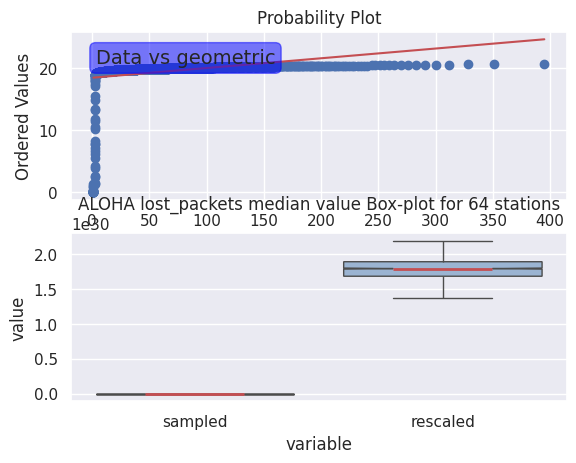 Probability Plot
Data vs geometric
Ordered Values
20
10
0
0 50 100 150 200 250 300 350 400
ALOHA lost_packets median value Box-plot for 64 stations
1e30
value
2.0
1.5
1.0
0.5
0.0
sampled rescaled
variable